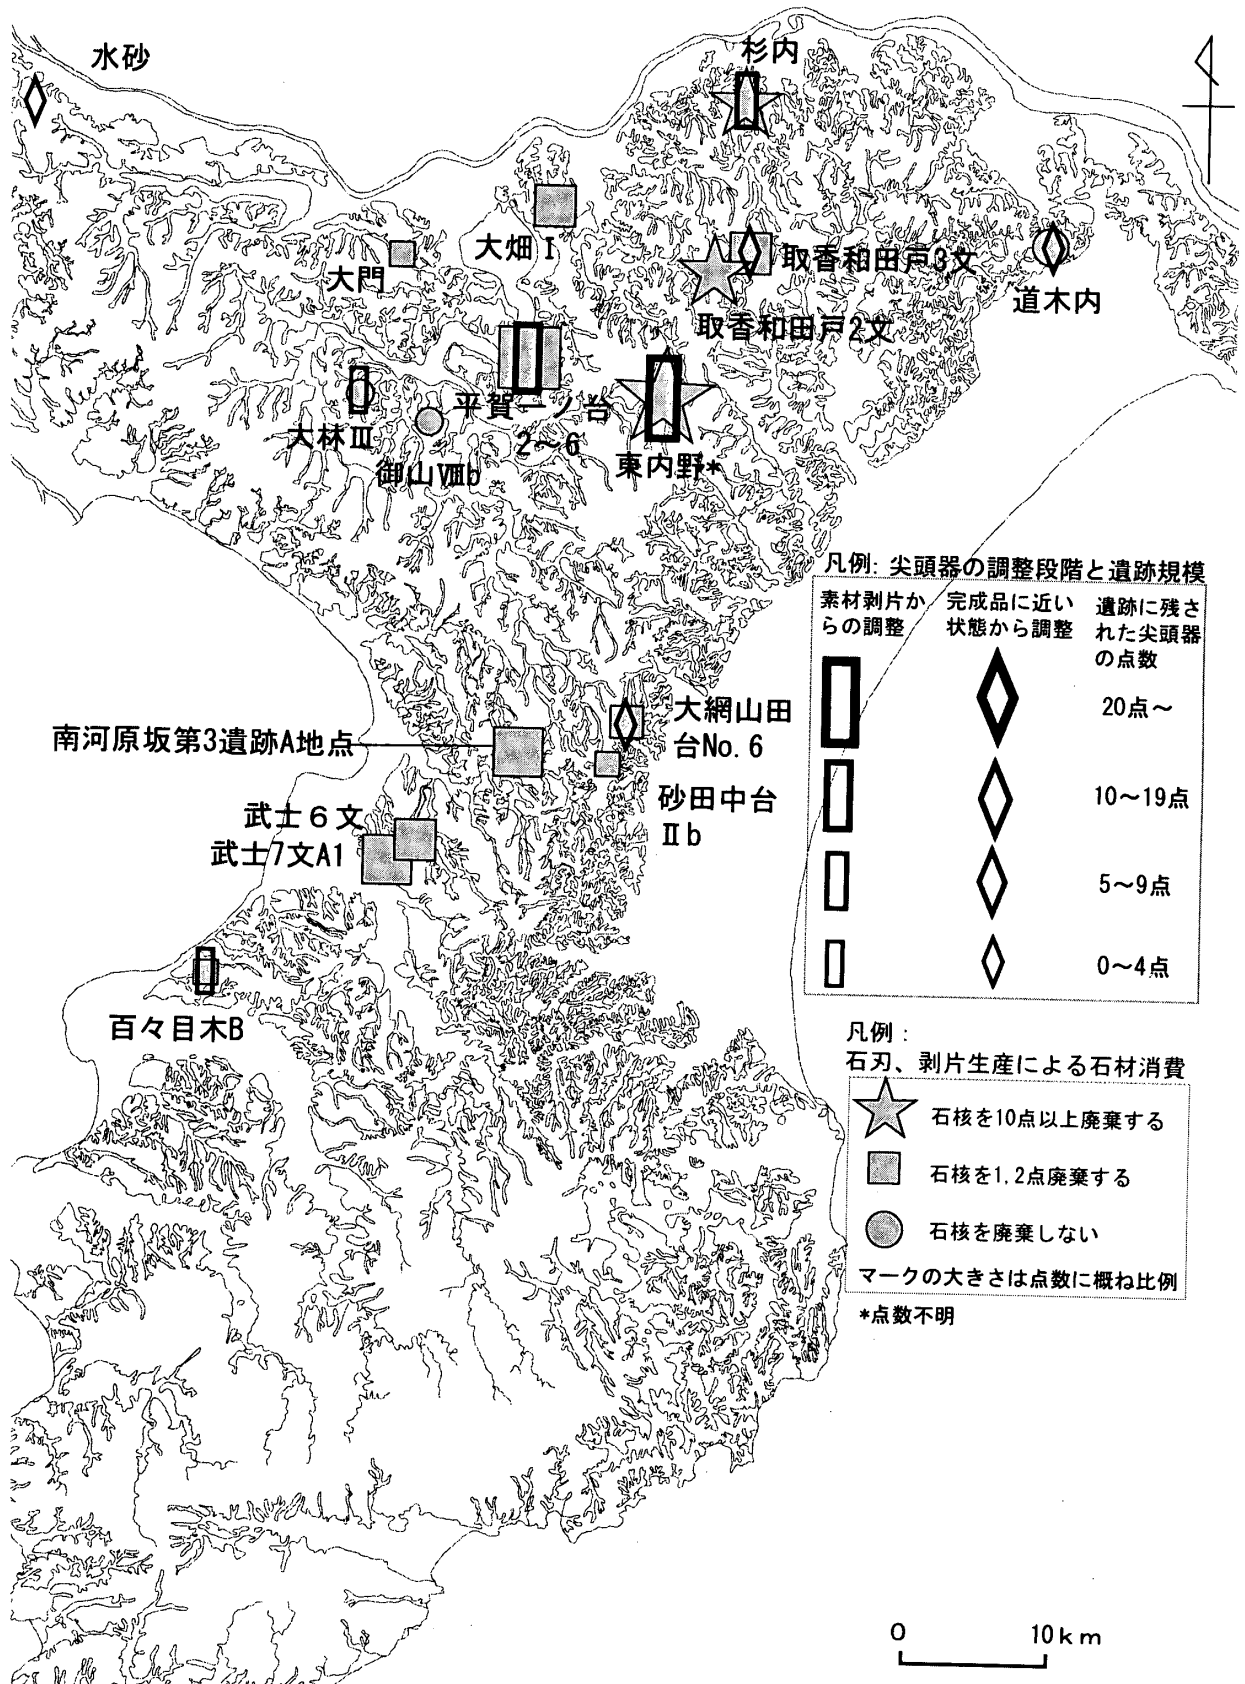 水砂
杉内
大畑Ⅰ
大門
取香和田戸3文
道木内
取香和田戸2文
平賀一ノ台
2~6
大林Ⅲ
御山Ⅷb
東内野*
凡例: 尖頭器の調整段階と遺跡規模
素材剥片か
らの調整
完成品に近い
状態から調整
遺跡に残さ
れた尖頭器
の点数
20点~
10~19点
5~9点
0~4点
大網山田
台No.6
南河原坂第3遺跡A地点
砂田中台
Ⅱb
武士6文
武士7文A1
百々目木B
凡例:
石刃、剥片生産による石材消費
石核を10点以上廃棄する
石核を1,2点廃棄する
石核を廃棄しない
マークの大きさは点数に概ね比例
*点数不明
0 10km